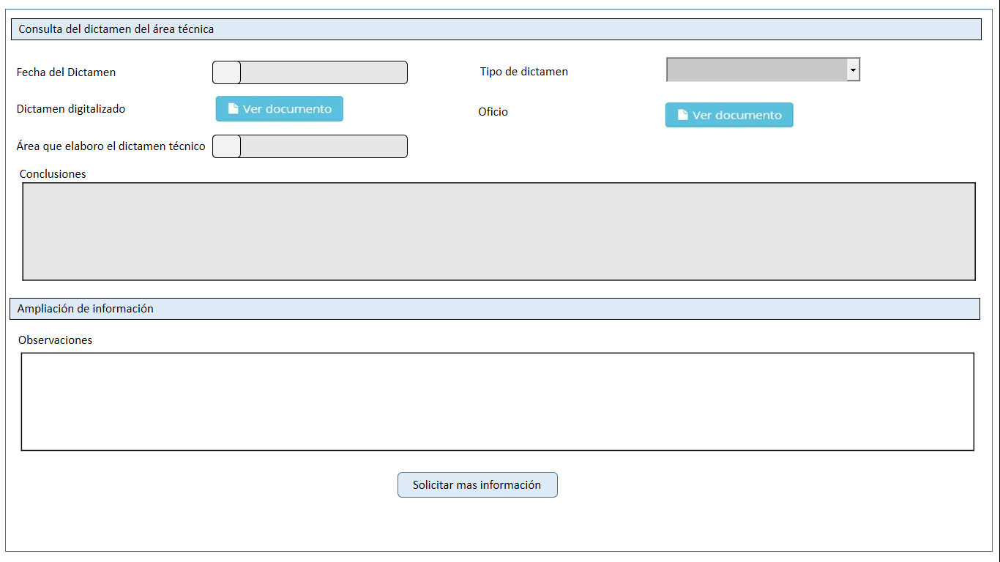 Consulta del dictamen del área técnica
Fecha del Dictamen
Tipo de dictamen
Dictamen digitalizado
Ver documento
Oficio
Ver documento
Área que elaboro el dictamen técnico
Conclusiones
Ampliación de información
Observaciones
Solicitar mas información